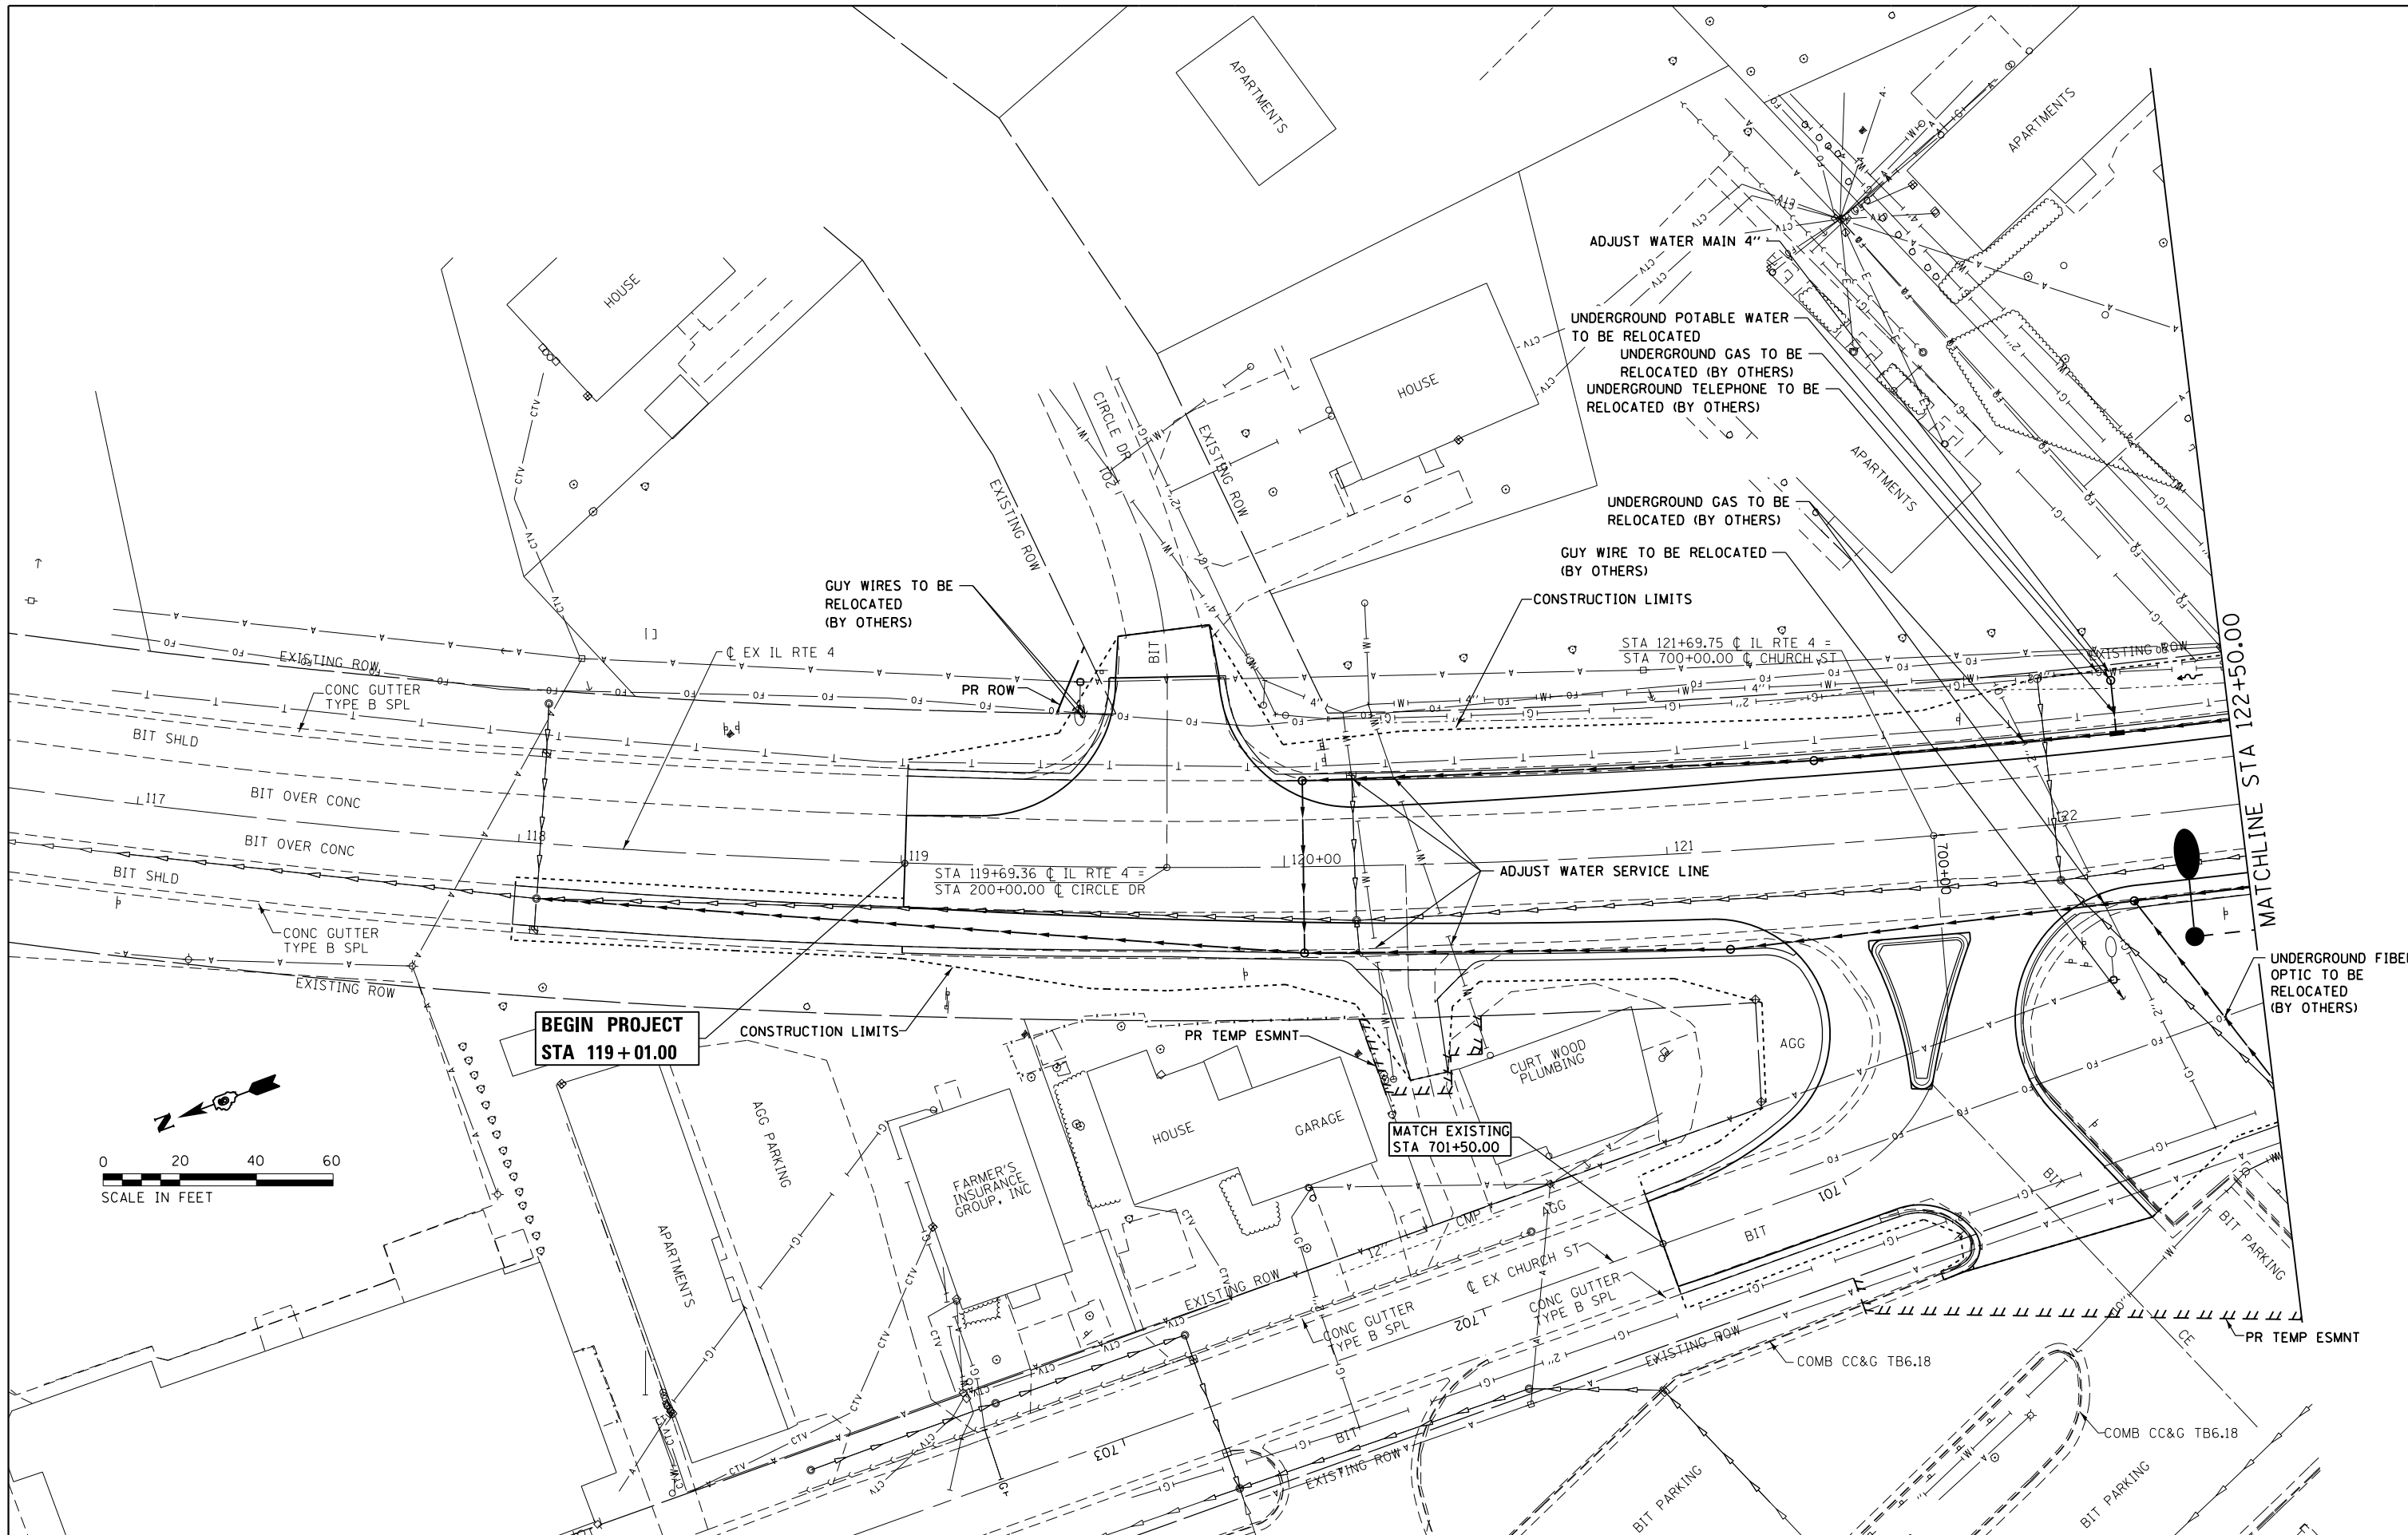 APARTMENTS
APARTMENTS
HOUSE
ADJUST WATER MAIN 4"
UNDERGROUND POTABLE WATER
TO BE RELOCATED
UNDERGROUND GAS TO BE
RELOCATED (BY OTHERS)
UNDERGROUND TELEPHONE TO BE
RELOCATED (BY OTHERS)
HOUSE
CIRCLE DR
201
EXISTING ROW
EXISTING ROW
APARTMENTS
UNDERGROUND GAS TO BE
RELOCATED (BY OTHERS)
GUY WIRE TO BE RELOCATED
(BY OTHERS)
GUY WIRES TO BE
RELOCATED
(BY OTHERS)
CONSTRUCTION LIMITS
STA 121+69.75 ℄ IL RTE 4 =
STA 700+00.00 ℄ CHURCH ST
EXISTING ROW
℄ EX IL RTE 4
EXISTING ROW
CONC GUTTER
TYPE B SPL
PR ROW
BIT
BIT SHLD
BIT OVER CONC
117
118
119
120+00
121
122
700+00
MATCHLINE STA 122+50.00
BIT OVER CONC
BIT SHLD
STA 119+69.36 ℄ IL RTE 4 =
STA 200+00.00 ℄ CIRCLE DR
ADJUST WATER SERVICE LINE
CONC GUTTER
TYPE B SPL
EXISTING ROW
UNDERGROUND FIBE
OPTIC TO BE
RELOCATED
(BY OTHERS)
BEGIN PROJECT
STA 119+01.00
CONSTRUCTION LIMITS
PR TEMP ESMNT
CURT WOOD
PLUMBING
AGG
N
0 20 40 60
SCALE IN FEET
AGG PARKING
APARTMENTS
FARMER'S
INSURANCE
GROUP, INC
HOUSE
GARAGE
MATCH EXISTING
STA 701+50.00
701
BIT
BIT
BIT PARKING
AGG
CMP
12"
EXISTING ROW
℄ EX CHURCH ST
CONC GUTTER
TYPE B SPL
CONC GUTTER
TYPE B SPL
702
703
EXISTING ROW
PR TEMP ESMNT
CE
COMB CC&G TB6.18
COMB CC&G TB6.18
BIT
EXISTING ROW
BIT PARKING
BIT PARKING